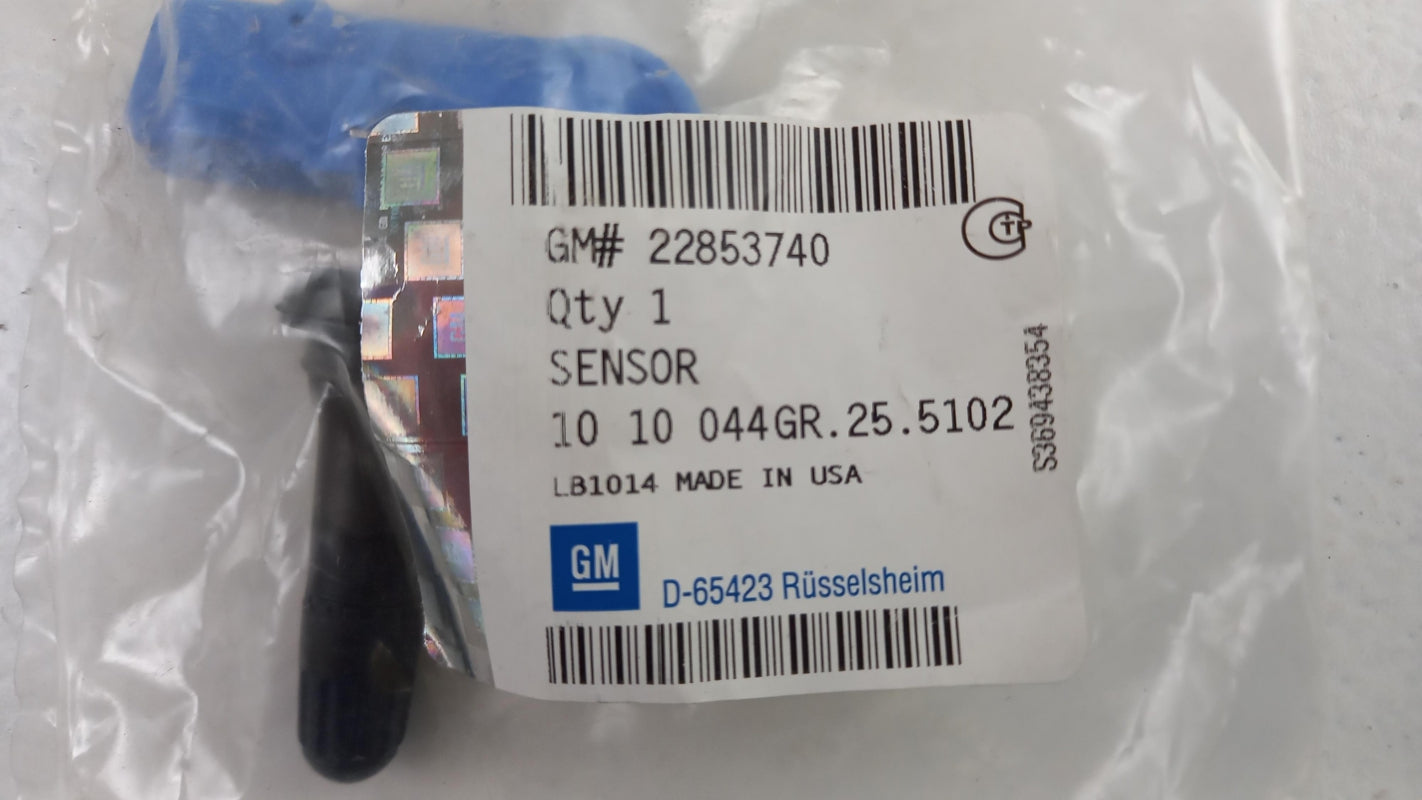 GM# 22853740
Qty 1
SENSOR
10 10 044GR.25.5102
LB1014 MADE IN USA
S369438354
GM
D-65423 Rüsselsheim